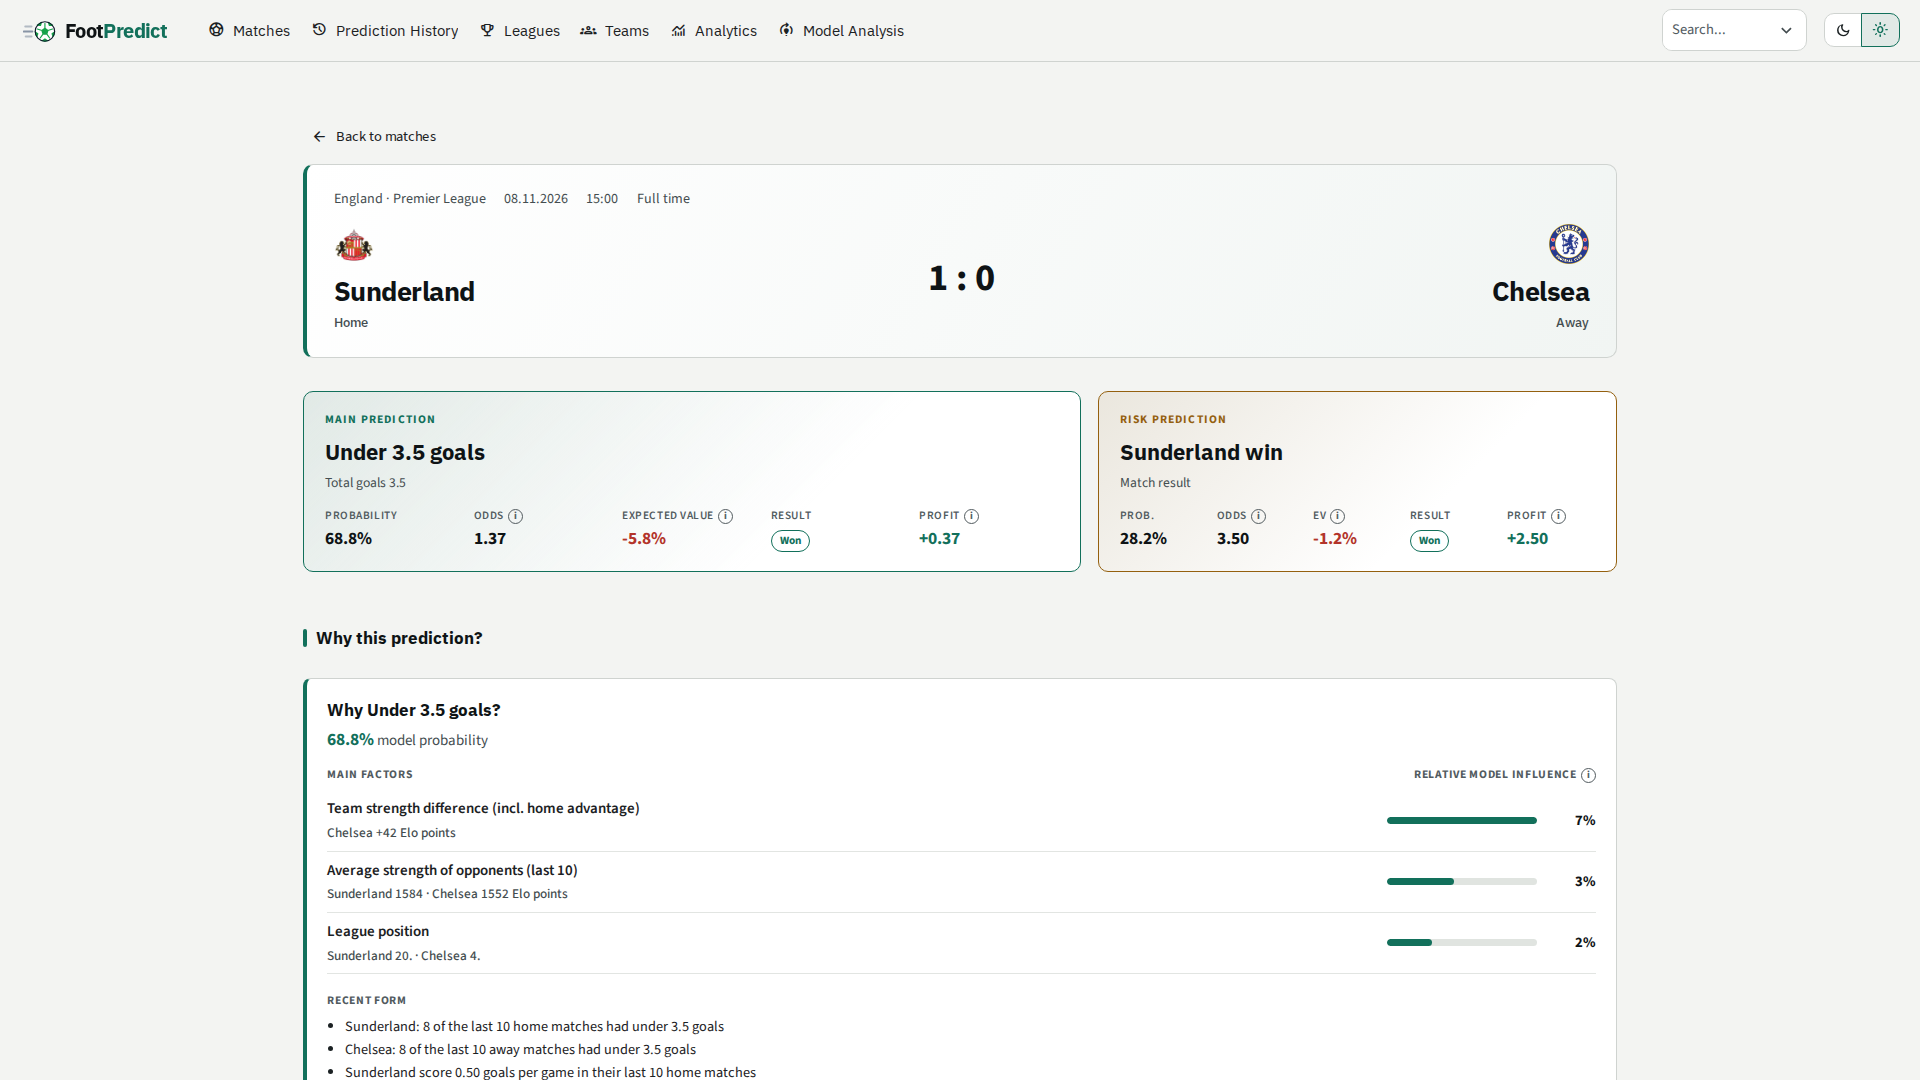 FootPredict
Matches
Prediction History
Leagues
Teams
Analytics
Model Analysis
Search...
Back to matches
England · Premier League 08.11.2026 15:00 Full time
Sunderland
Home
1 : 0
Chelsea
Away
MAIN PREDICTION
Under 3.5 goals
Total goals 3.5
PROBABILITY ODDS EXPECTED VALUE RESULT PROFIT
68.8% 1.37 -5.8% Won +0.37
RISK PREDICTION
Sunderland win
Match result
PROB. ODDS EV RESULT PROFIT
28.2% 3.50 -1.2% Won +2.50
Why this prediction?
Why Under 3.5 goals?
68.8% model probability
MAIN FACTORS RELATIVE MODEL INFLUENCE
Team strength difference (incl. home advantage)
Chelsea +42 Elo points
7%
Average strength of opponents (last 10)
Sunderland 1584 · Chelsea 1552 Elo points
3%
League position
Sunderland 20. · Chelsea 4.
2%
RECENT FORM
• Sunderland: 8 of the last 10 home matches had under 3.5 goals
• Chelsea: 8 of the last 10 away matches had under 3.5 goals
• Sunderland score 0.50 goals per game in their last 10 home matches